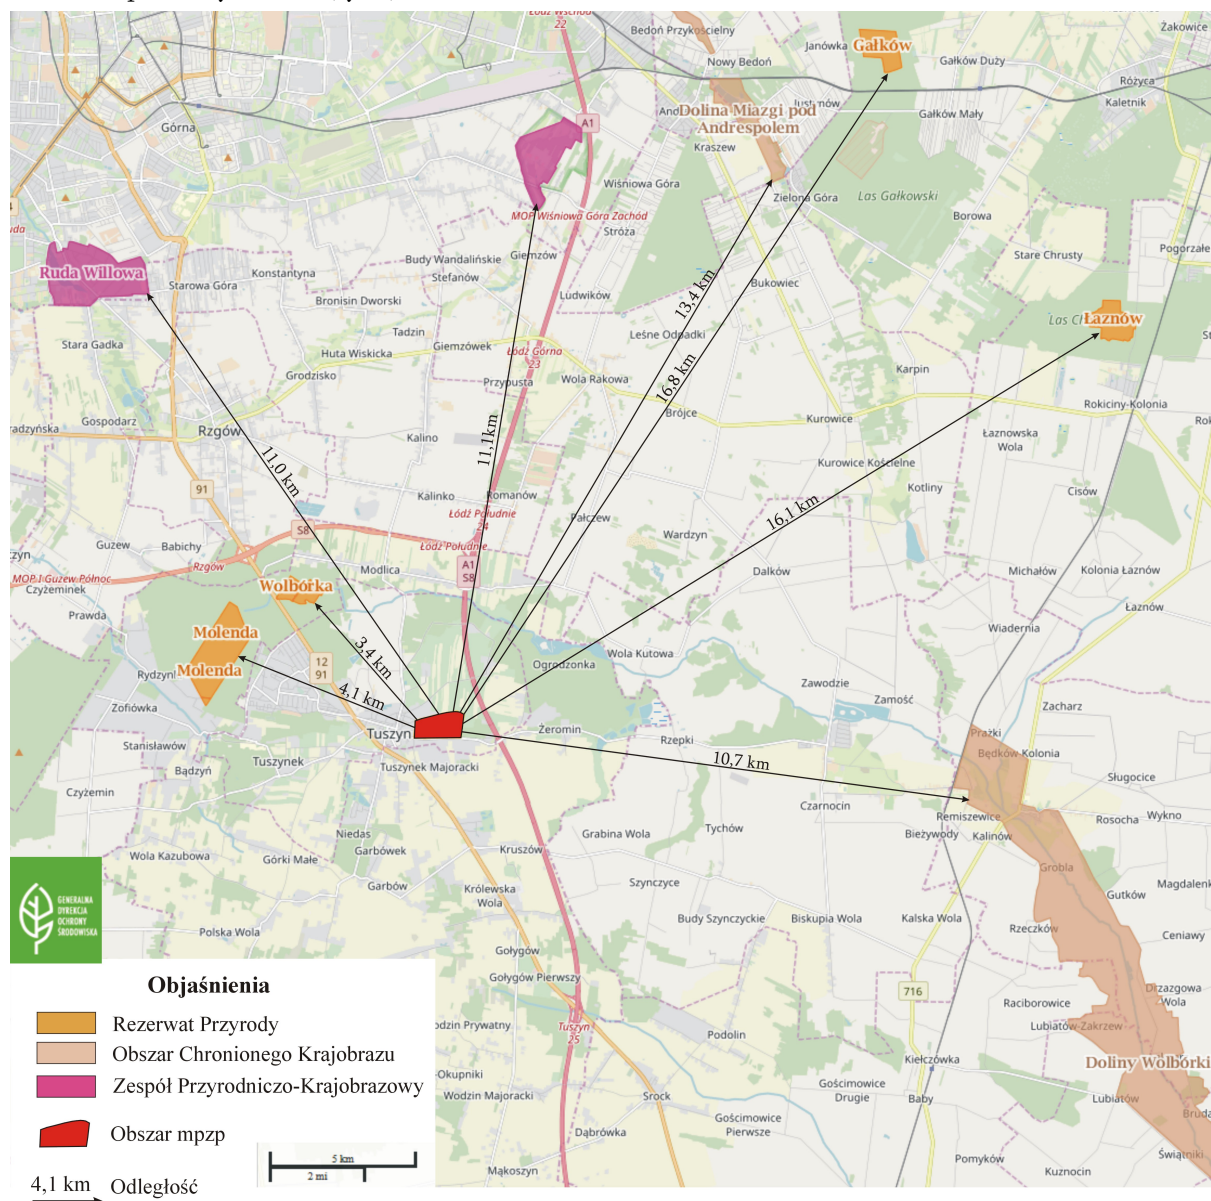 Łódź Wschód
22
Bedoń Przykościelny
Żakowice
Janówka
Gałków
Nowy Bedoń
Gałków Duży
Różyca
Kaletnik
Justynów
Dolina Miazgi pod
Andrespolem
Gałków Mały
A1
Górna
Kraszew
Wiśniowa Góra
Zielona Góra
Las Gałkowski
Borowa
MOP Wiśniowa Góra Zachód
Stróża
Pogorzałe
Stare Chrusty
Giemzów
Budy Wandalińskie
Stefanów
Ruda Willowa
Konstantyna
Starowa Góra
Bukowiec
Ludwików
Bronisin Dworski
13,4 km
Łaznów
Tadzin
Leśne Odpadki
Stara Gadka
Giemzówek
Huta Wiskicka
Łódź Górna
23
Grodzisko
Przypusta
Wola Rakowa
16,8 km
Karpin
Rokiciny-Kolonia
Brójce
Kurowice
Gospodarz
Rzgów
Kalino
11,1km
Łaznowska
Wola
Kurowice Kościelne
11,0 km
Kotliny
Cisów
91
Kalinko
Romanów
16,1 km
Łódź Południe
24
Pałczew
S8
Wardzyn
Guzew
Babichy
Łódź Południe
Rzgów
MOP I Guzew Północ
Czyżeminek
Modlica
A1
S8
Dalków
Michałów
Kolonia Łaznów
Wolbórka
Łaznów
Prawda
Molenda
Wiadernia
3,4 km
Wola Kutowa
Ogrodzonka
Molenda
12
91
4,1 km
Zawodzie
Zamość
Zacharz
Zofiówka
Tuszyn
Żeromin
Rzepki
Prażki
Będków-Kolonia
Stanisławów
Tuszynek
Bądzyń
Tuszynek Majoracki
10,7 km
Sługocice
Czyżemin
Czarnocin
Remiszewice
Rosocha
Wykno
Bieżywody
Kalinów
Niedas
Grabina Wola
Tychów
Garbówek
Kruszów
Wola Kazubowa
Górki Małe
Grobla
Garbów
Królewska
Wola
Szynczyce
Gutków
GENERALNA
DYREKCJA
OCHRONY
ŚRODOWISKA
Budy Szynczyckie
Biskupia Wola
Kalska Wola
Rzeczków
Ceniawy
Polska Wola
Gołygów
Gołygów Pierwszy
716
Drzazgowa
Wola
Raciborowice
Lubiatów-Zakrzew
Tuszyn
25
Podolin
Kiełczówka
Doliny Wolbórki
Okupniki
Wodzin Majoracki
Srock
Gościmowice
Drugie
Baby
Lubiatów
Gościmowice
Pierwsze
Dąbrówka
Mąkoszyn
Pomyków
Kuznocin
Świątniki
Objaśnienia
Rezerwat Przyrody
Obszar Chronionego Krajobrazu
Zespół Przyrodniczo-Krajobrazowy
Obszar mpzp
4,1 km Odległość
5 km
2 mi